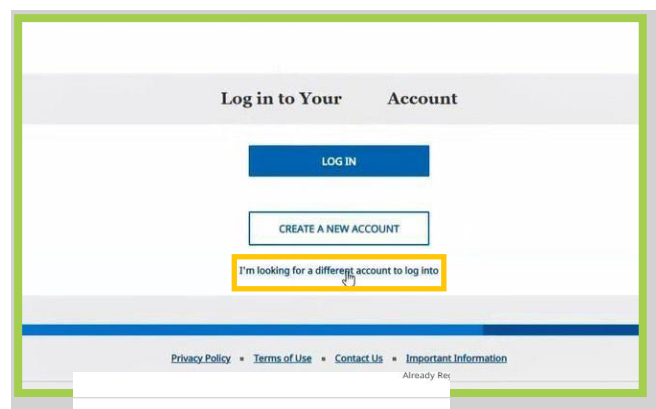 Log in to Your Account
LOG IN
CREATE A NEW ACCOUNT
I'm looking for a different account to log into
Privacy Policy ▪ Terms of Use ▪ Contact Us ▪ Important Information
Already